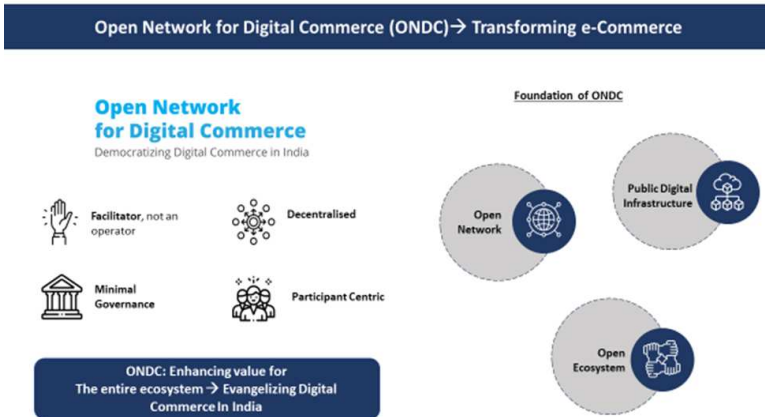 Open Network for Digital Commerce (ONDC)→ Transforming e-Commerce
Open Network
for Digital Commerce
Democratizing Digital Commerce in India
Facilitator, not an
operator
Decentralised
Minimal
Governance
Participant Centric
ONDC: Enhancing value for
The entire ecosystem → Evangelizing Digital
Commerce In India
Foundation of ONDC
Open
Network
Public Digital
Infrastructure
Open
Ecosystem